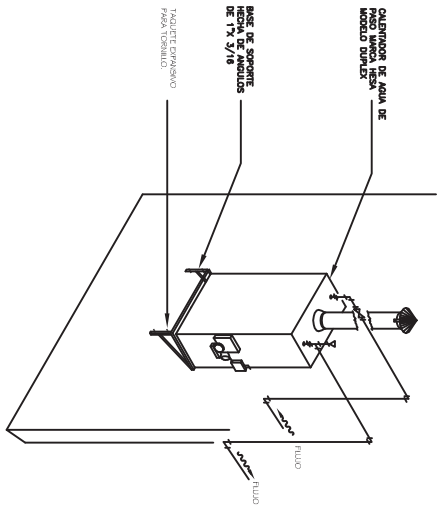 CALENTADOR DE AGUA DE
PASO MARCA HESA
MODELO DUPLEX
BASE DE SOPORTE
HECHA DE ANGULOS
DE 1"X 3/16
TAQUETE EXPANSIVO
PARA TORNILLO.
FLUJO
FLUJO